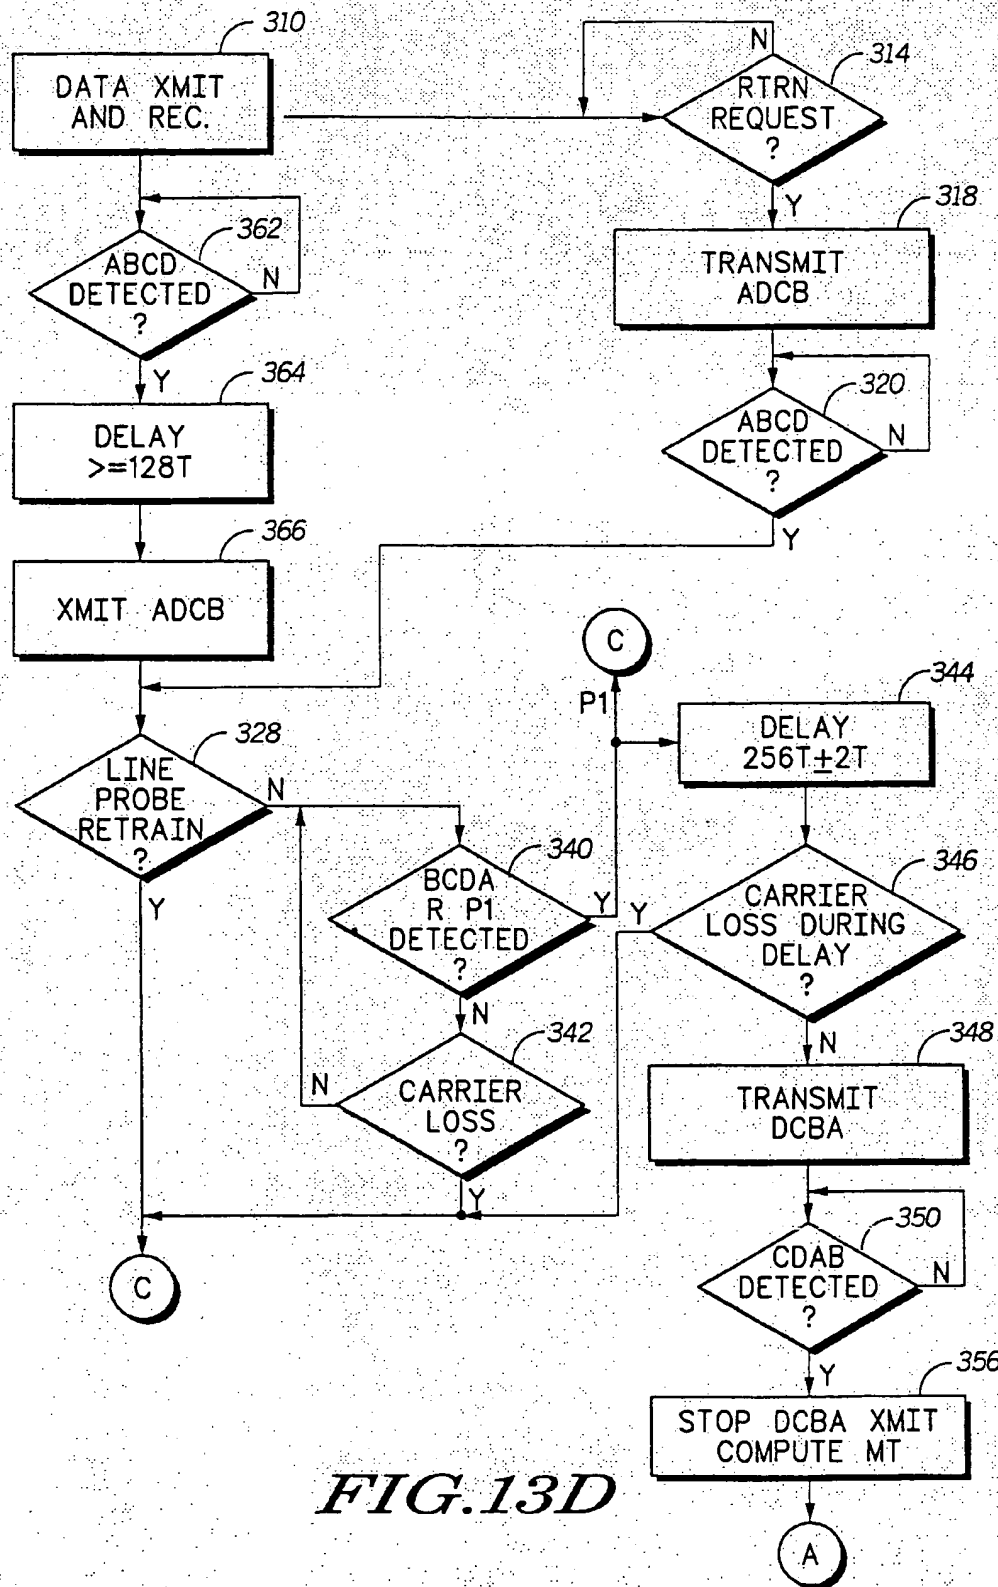 310
DATA XMIT
AND REC.
N
314
RTRN
REQUEST
?
Y
318
TRANSMIT
ADCB
362
ABCD
DETECTED
?
N
Y
320
ABCD
DETECTED
?
N
Y
364
DELAY
>=128T
366
XMIT ADCB
C
P1
344
DELAY
256T±2T
328
LINE
PROBE
RETRAIN
?
N
Y
340
BCDA
R P1
DETECTED
?
Y
N
346
CARRIER
LOSS DURING
DELAY
?
Y
N
342
CARRIER
LOSS
?
N
Y
348
TRANSMIT
DCBA
350
CDAB
DETECTED
?
N
Y
C
356
STOP DCBA XMIT
COMPUTE MT
A
FIG.13D